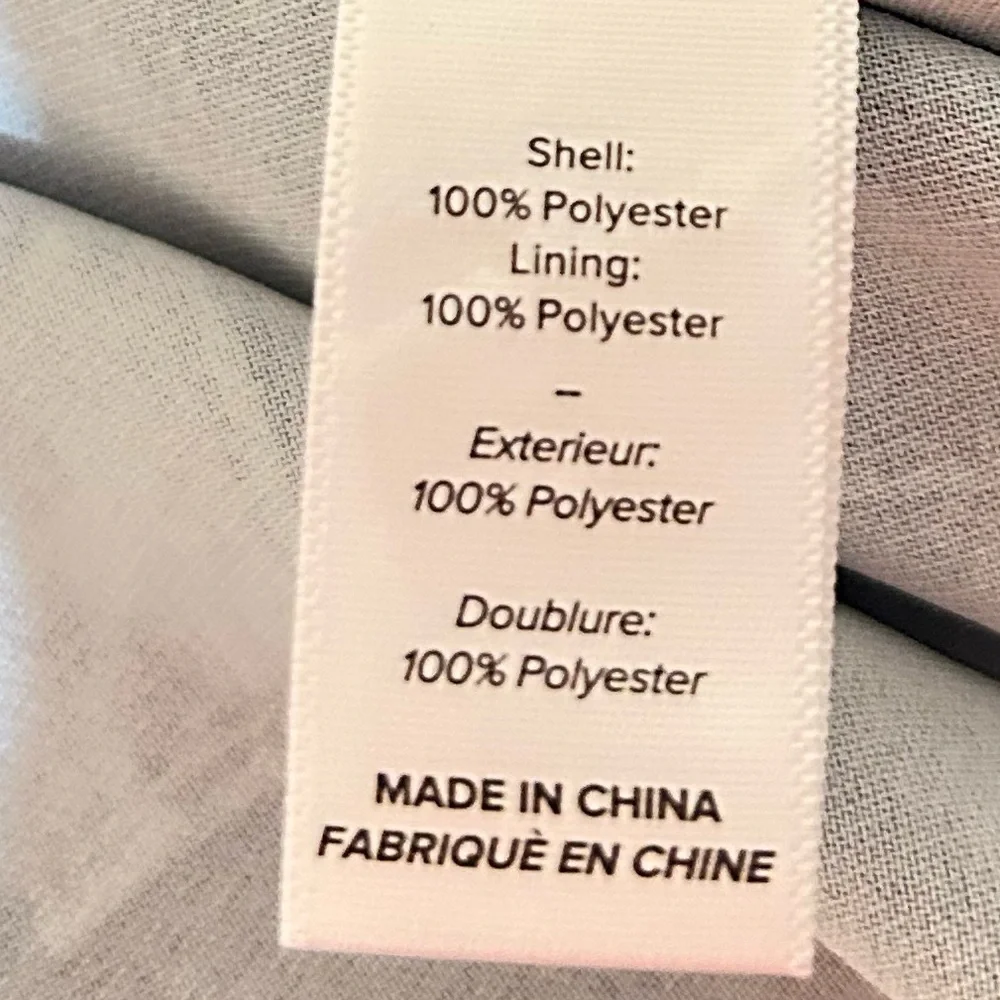 Shell:
100% Polyester
Lining:
100% Polyester
–
Exterieur:
100% Polyester
Doublure:
100% Polyester
MADE IN CHINA
FABRIQUÈ EN CHINE